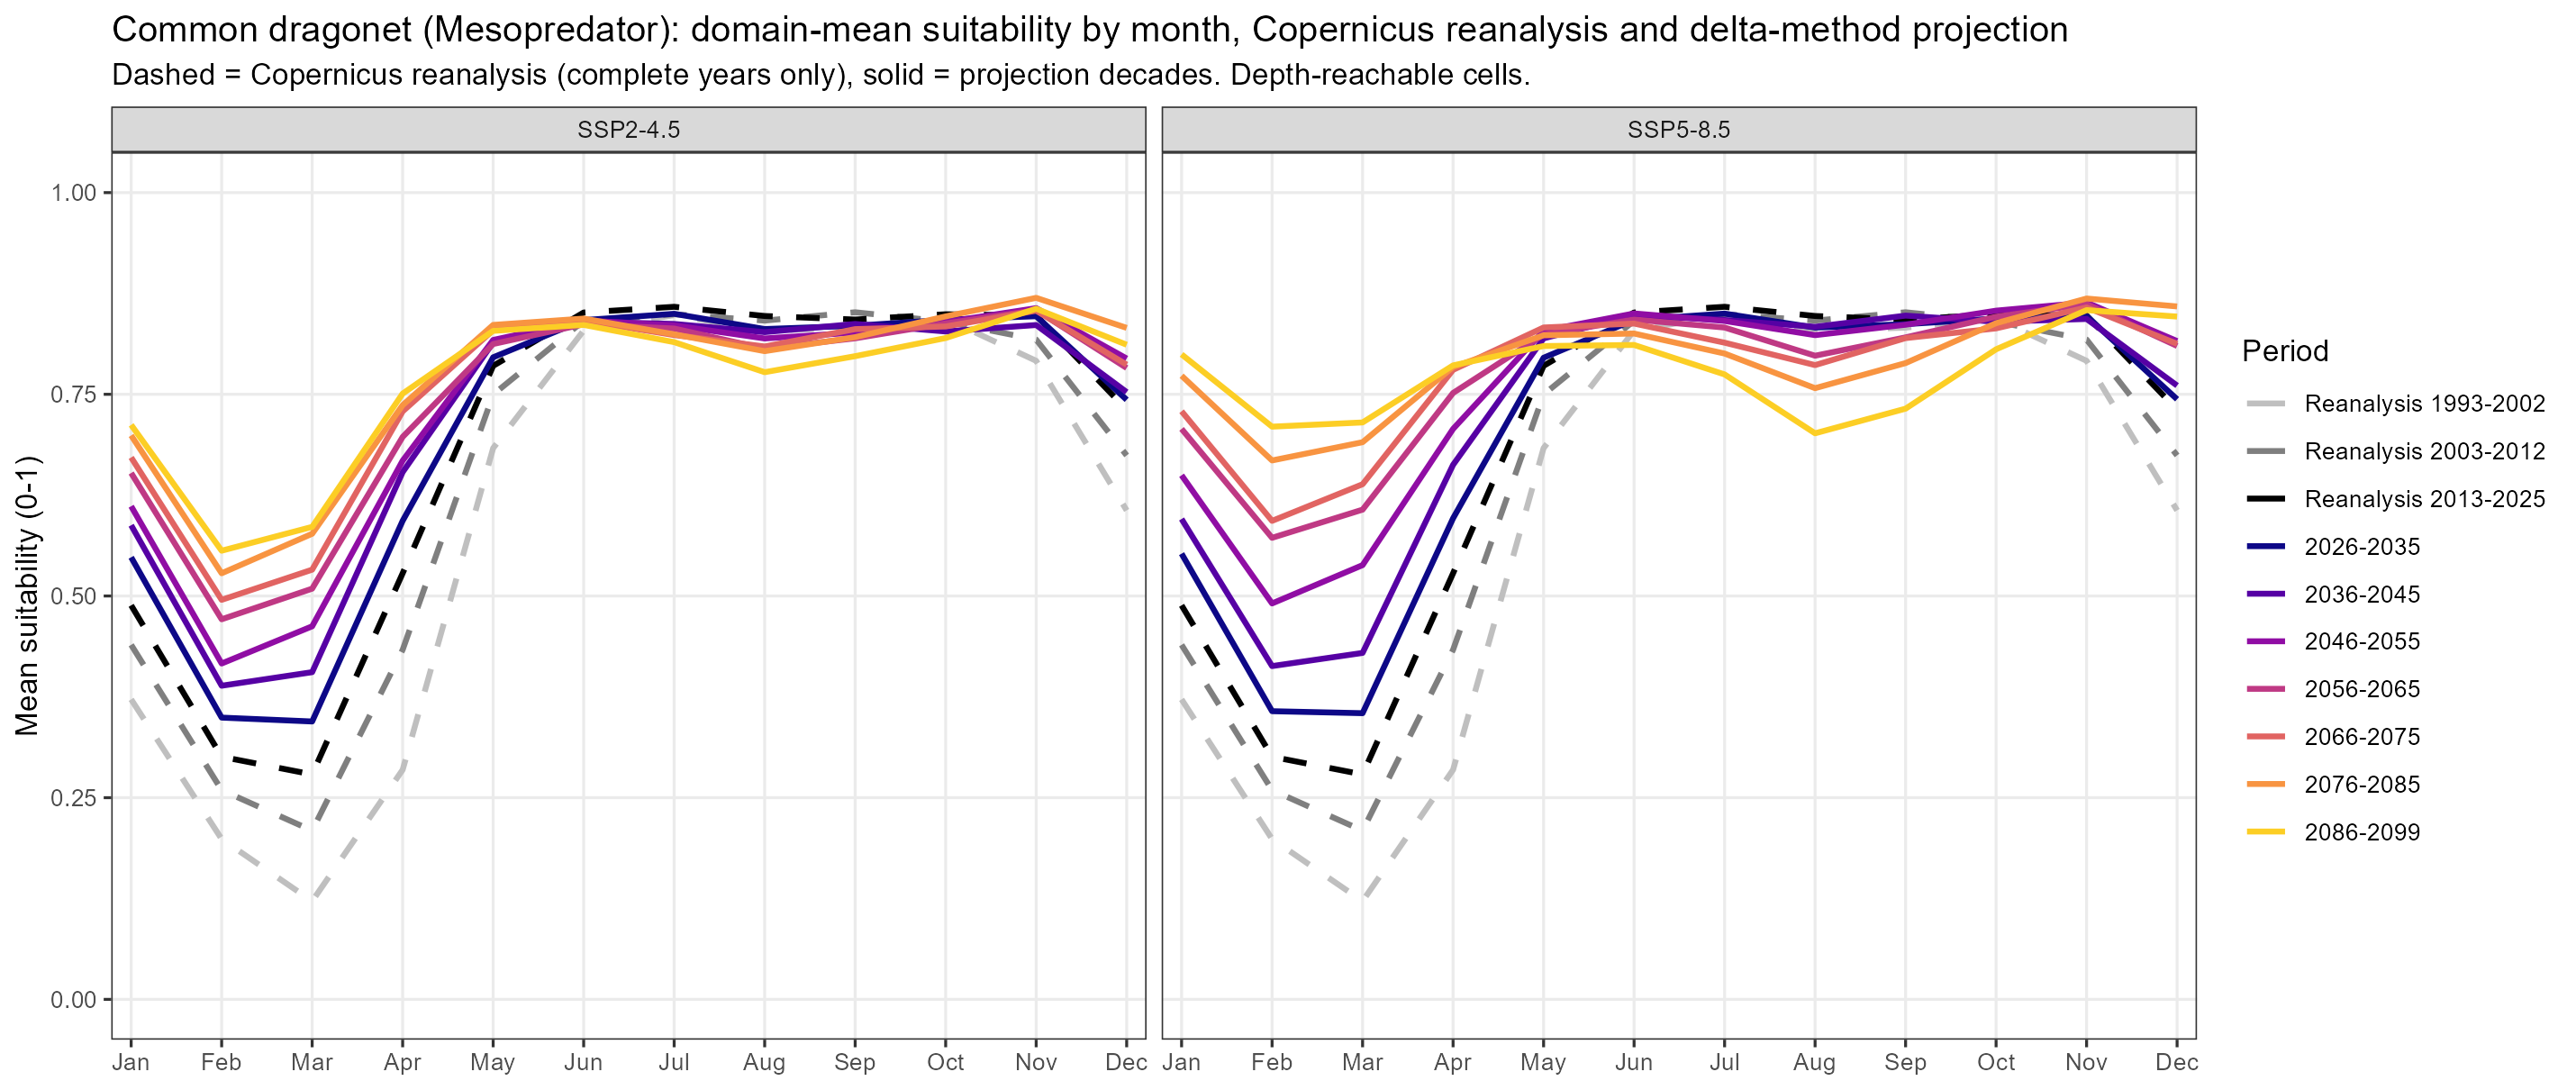 Common dragonet (Mesopredator): domain-mean suitability by month, Copernicus reanalysis and delta-method projection
Dashed = Copernicus reanalysis (complete years only), solid = projection decades. Depth-reachable cells.
SSP2-4.5
SSP5-8.5
Mean suitability (0-1)
1.00
0.75
0.50
0.25
0.00
Jan Feb Mar Apr May Jun Jul Aug Sep Oct Nov Dec
Jan Feb Mar Apr May Jun Jul Aug Sep Oct Nov Dec
Period
Reanalysis 1993-2002
Reanalysis 2003-2012
Reanalysis 2013-2025
2026-2035
2036-2045
2046-2055
2056-2065
2066-2075
2076-2085
2086-2099